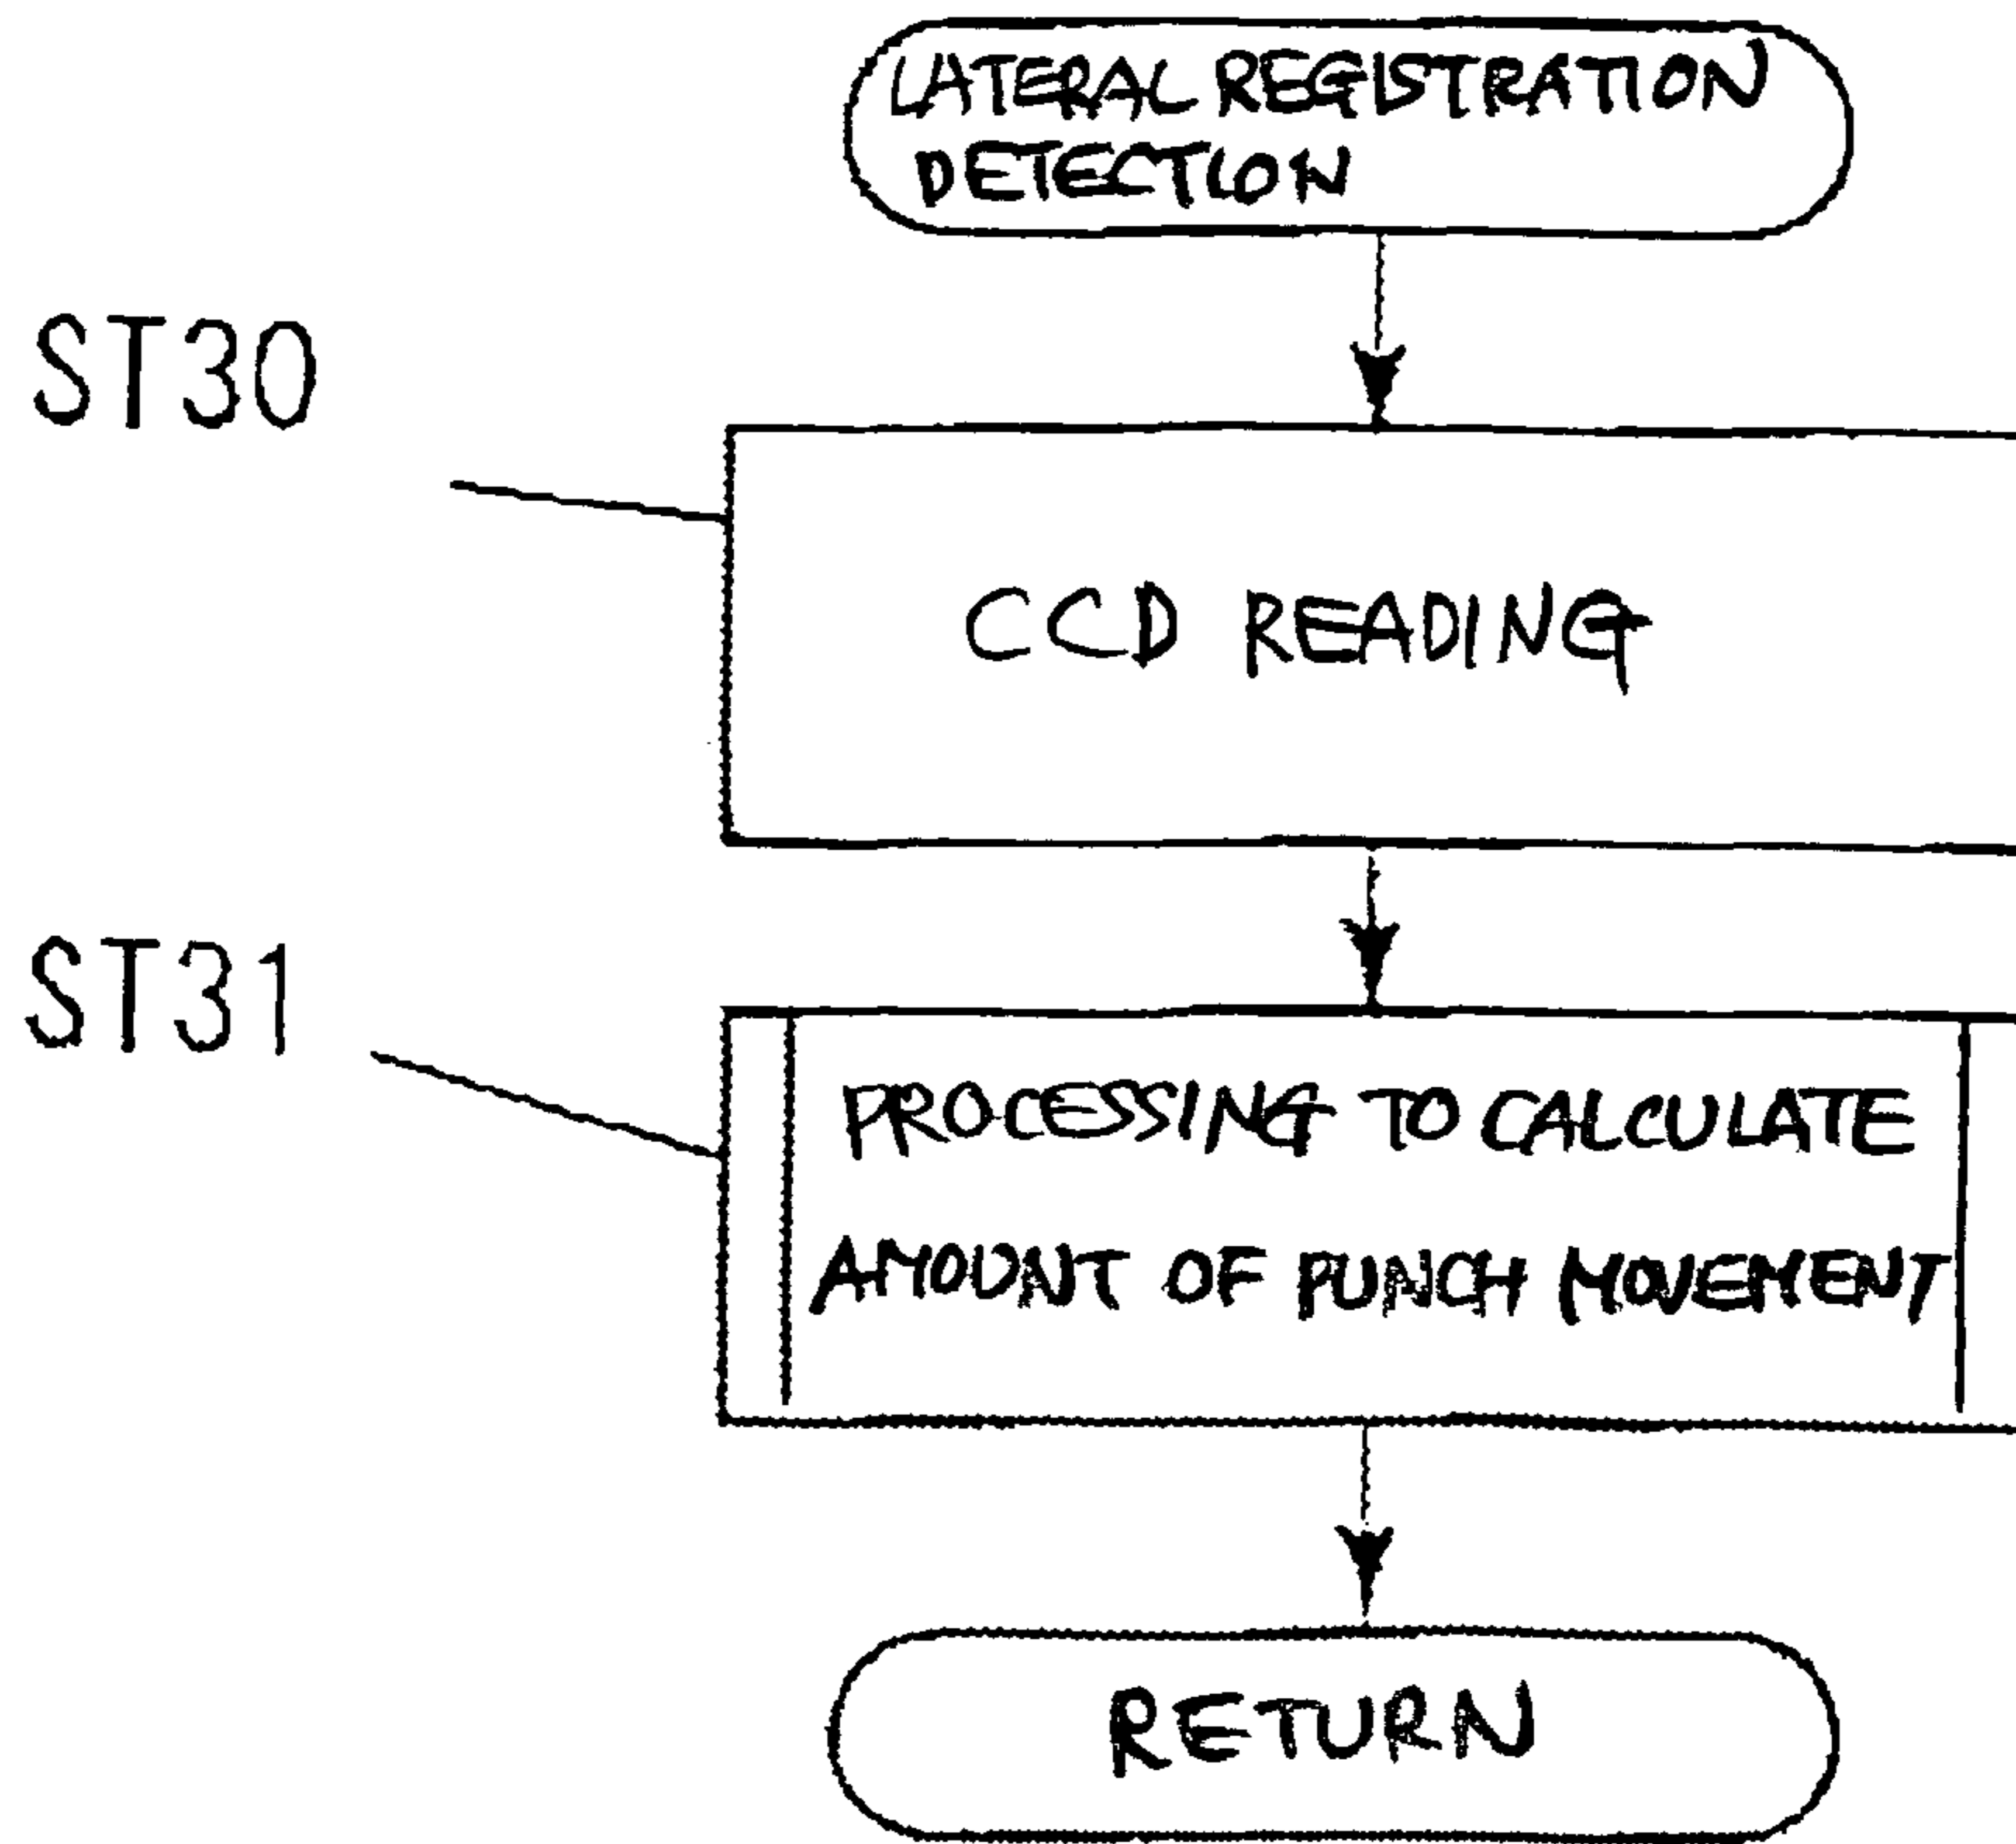 LATERAL REGISTRATION
DETECTION
ST30
CCD READING
ST31
PROCESSING TO CALCULATE
AMOUNT OF PUNCH MOVEMENT
RETURN